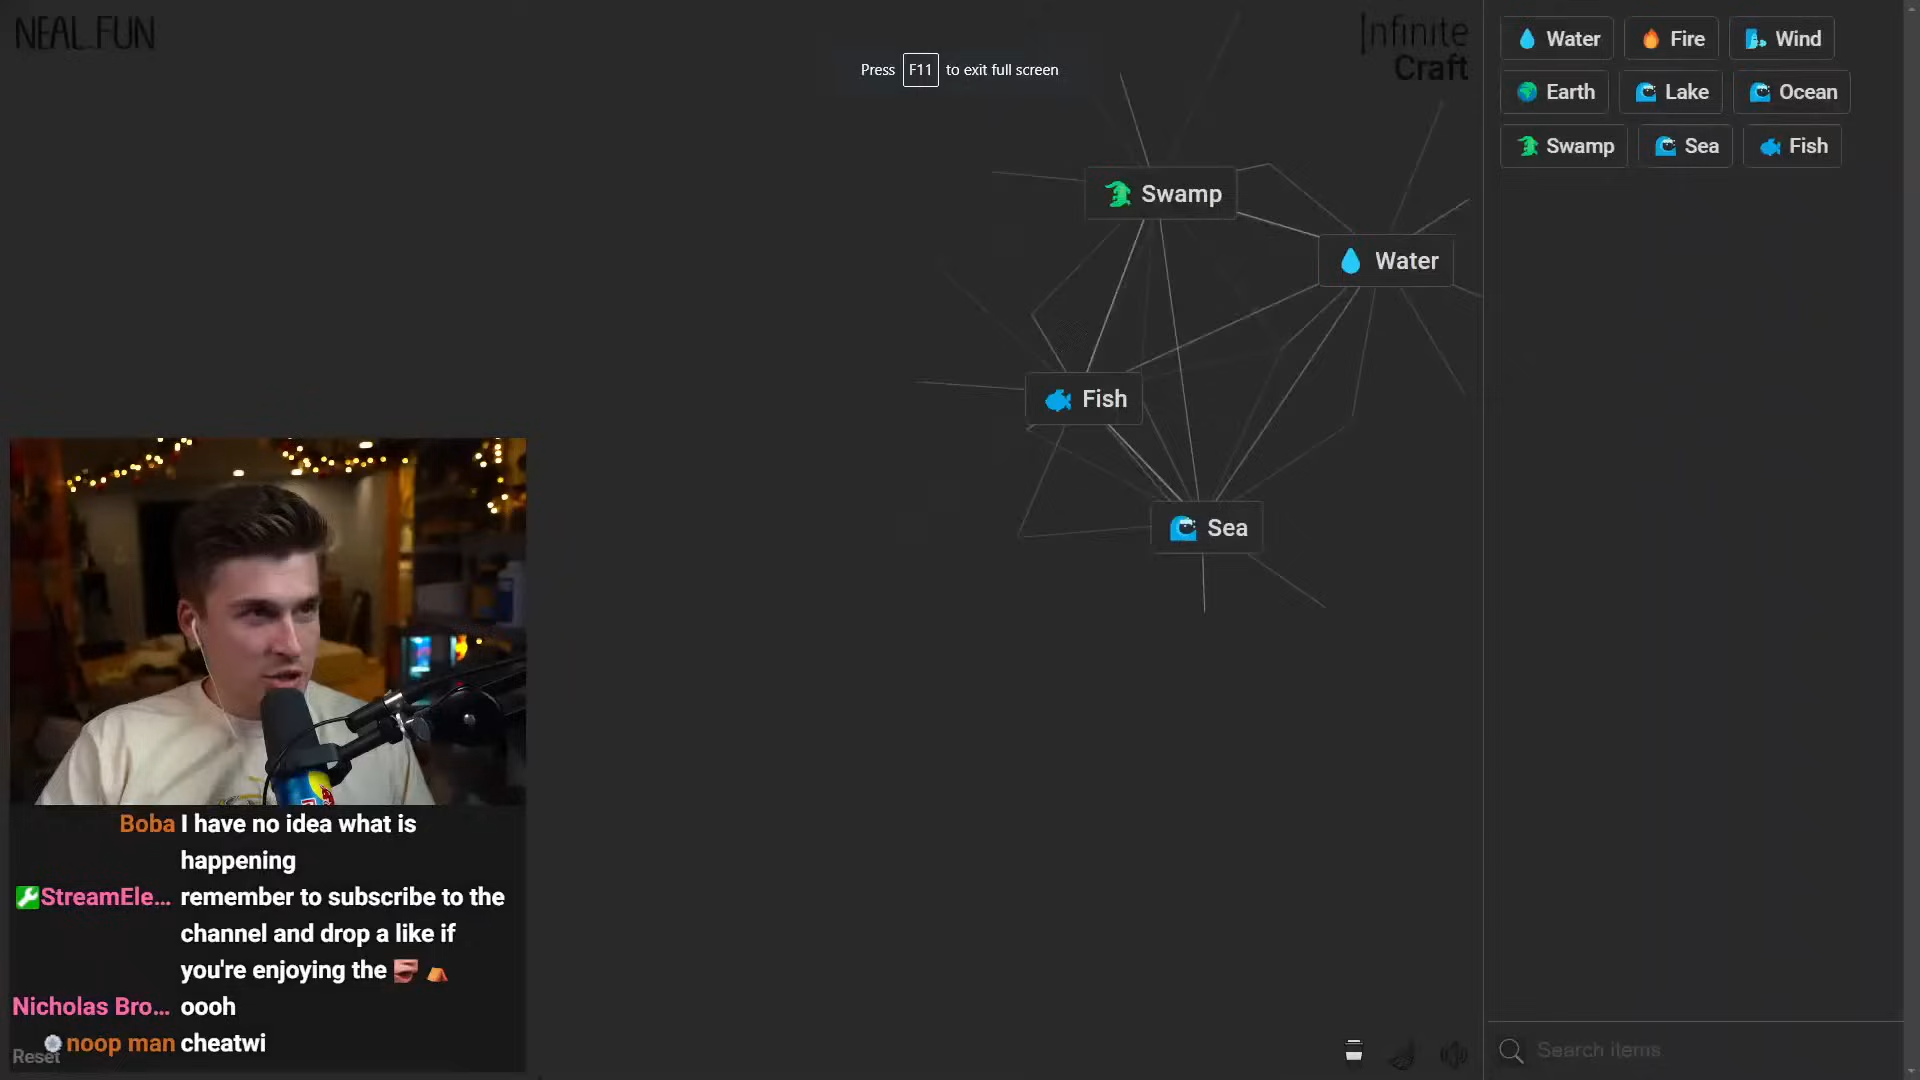 NEAL.FUN
Press F11 to exit full screen
Infinite
Craft
Water Fire Wind
Earth Lake Ocean
Swamp Sea Fish
Swamp
Water
Fish
Sea
Boba I have no idea what is
happening
StreamEle... remember to subscribe to the
channel and drop a like if
you're enjoying the
Nicholas Bro... oooh
noop man cheatwi
Reset
Search items